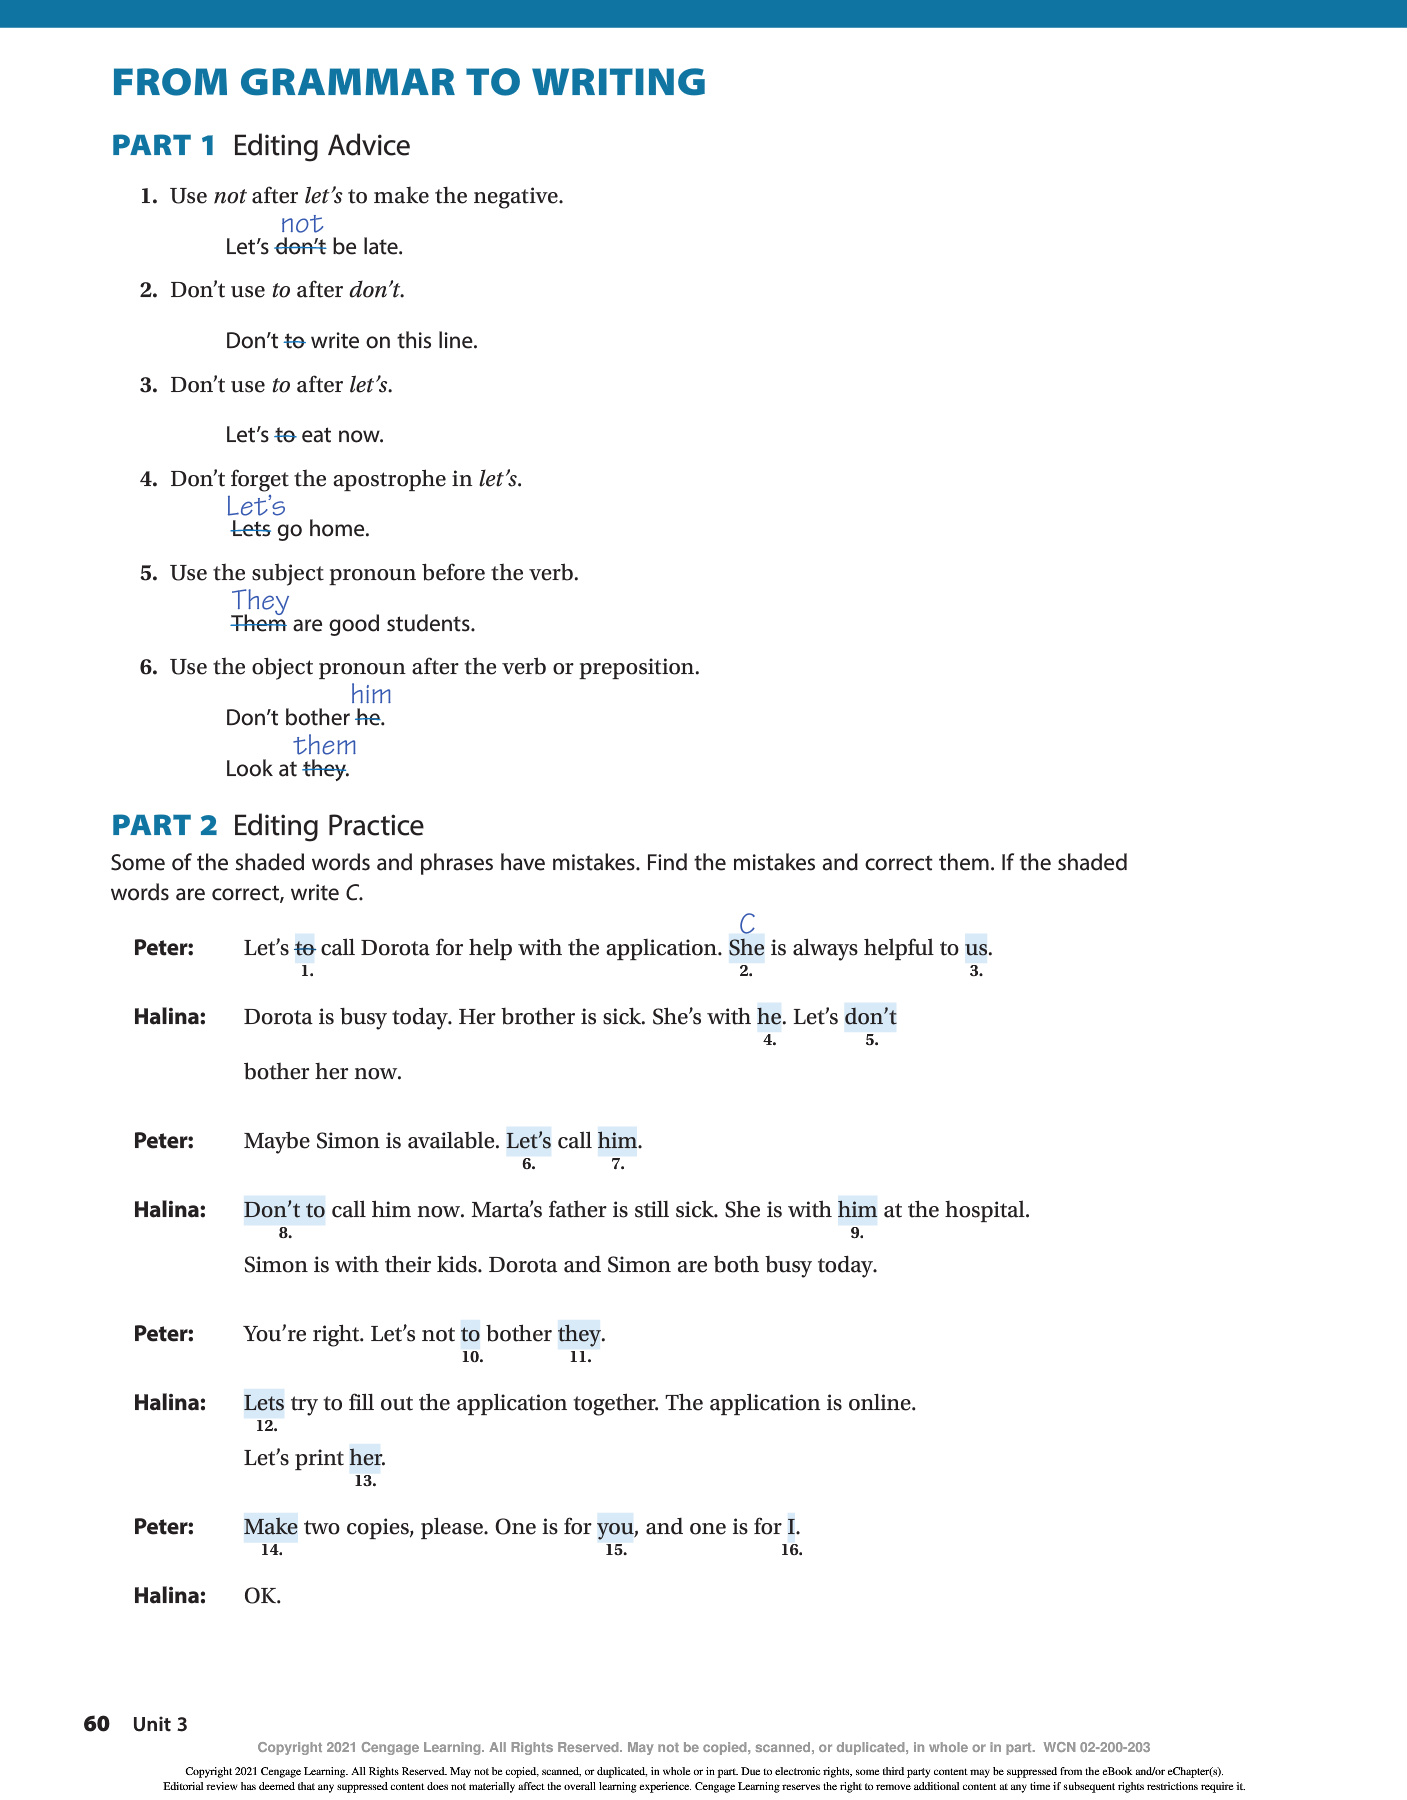 FROM GRAMMAR TO WRITING
PART 1 Editing Advice
1. Use not after let’s to make the negative.
not
Let’s don’t be late.
2. Don’t use to after don’t.
Don’t to write on this line.
3. Don’t use to after let’s.
Let’s to eat now.
4. Don’t forget the apostrophe in let’s.
Let’s
Lets go home.
5. Use the subject pronoun before the verb.
They
Them are good students.
6. Use the object pronoun after the verb or preposition.
him
Don’t bother he.
them
Look at they.
PART 2 Editing Practice
Some of the shaded words and phrases have mistakes. Find the mistakes and correct them. If the shaded
words are correct, write C.
C
Peter: Let’s to call Dorota for help with the application. She is always helpful to us.
1. 2. 3.
Halina: Dorota is busy today. Her brother is sick. She’s with he. Let’s don’t
4. 5.
bother her now.
Peter: Maybe Simon is available. Let’s call him.
6. 7.
Halina: Don’t to call him now. Marta’s father is still sick. She is with him at the hospital.
8. 9.
Simon is with their kids. Dorota and Simon are both busy today.
Peter: You’re right. Let’s not to bother they.
10. 11.
Halina: Lets try to fill out the application together. The application is online.
12.
Let’s print her.
13.
Peter: Make two copies, please. One is for you, and one is for I.
14. 15. 16.
Halina: OK.
60 Unit 3
Copyright 2021 Cengage Learning. All Rights Reserved. May not be copied, scanned, or duplicated, in whole or in part. WCN 02-200-203
Copyright 2021 Cengage Learning. All Rights Reserved. May not be copied, scanned, or duplicated, in whole or in part. Due to electronic rights, some third party content may be suppressed from the eBook and/or eChapter(s).
Editorial review has deemed that any suppressed content does not materially affect the overall learning experience. Cengage Learning reserves the right to remove additional content at any time if subsequent rights restrictions require it.